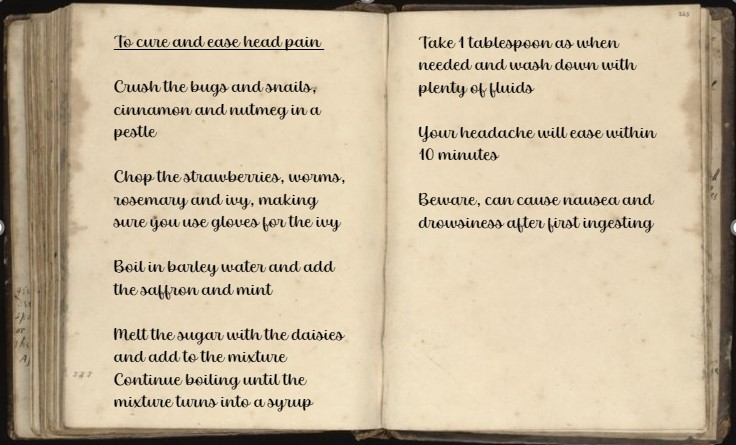 To cure and ease head pain
Crush the bugs and snails,
cinnamon and nutmeg in a
pestle
Chop the strawberries, worms,
rosemary and ivy, making
sure you use gloves for the ivy
Boil in barley water and add
the saffron and mint
Melt the sugar with the daisies
and add to the mixture
Continue boiling until the
mixture turns into a syrup
Take 1 tablespoon as when
needed and wash down with
plenty of fluids
Your headache will ease within
10 minutes
Beware, can cause nausea and
drowsiness after first ingesting